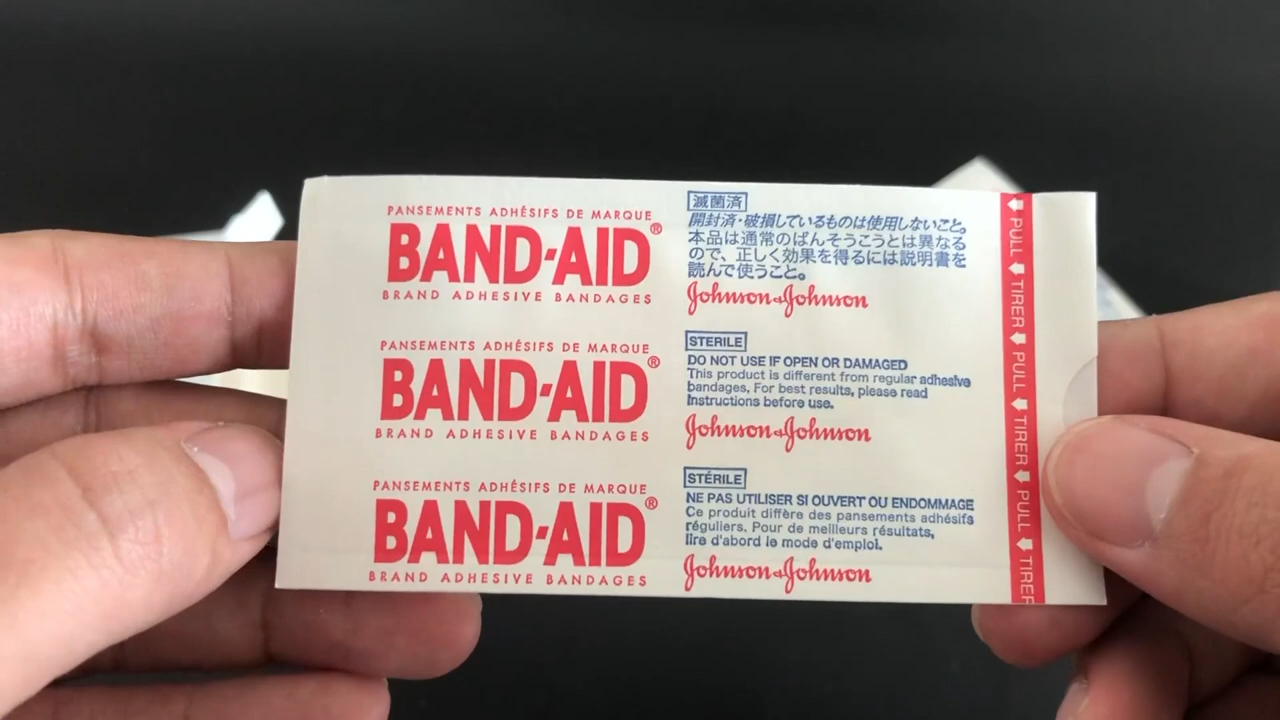 PANSEMENTS ADHÉSIFS DE MARQUE
BAND-AID®
BRAND ADHESIVE BANDAGES
PANSEMENTS ADHÉSIFS DE MARQUE
BAND-AID®
BRAND ADHESIVE BANDAGES
PANSEMENTS ADHÉSIFS DE MARQUE
BAND-AID®
BRAND ADHESIVE BANDAGES
滅菌済
開封済・破損しているものは使用しないこと。
本品は通常のばんそうこうとは異なる
ので、正しく効果を得るには説明書を
読んで使うこと。
Johnson&Johnson
STERILE
DO NOT USE IF OPEN OR DAMAGED
This product is different from regular adhesive
bandages. For best results, please read
instructions before use.
Johnson&Johnson
STÉRILE
NE PAS UTILISER SI OUVERT OU ENDOMMAGE
Ce produit diffère des pansements adhésifs
réguliers. Pour de meilleurs résultats,
lire d'abord le mode d'emploi.
Johnson&Johnson
PULL TIRER PULL TIRER PULL TIRER